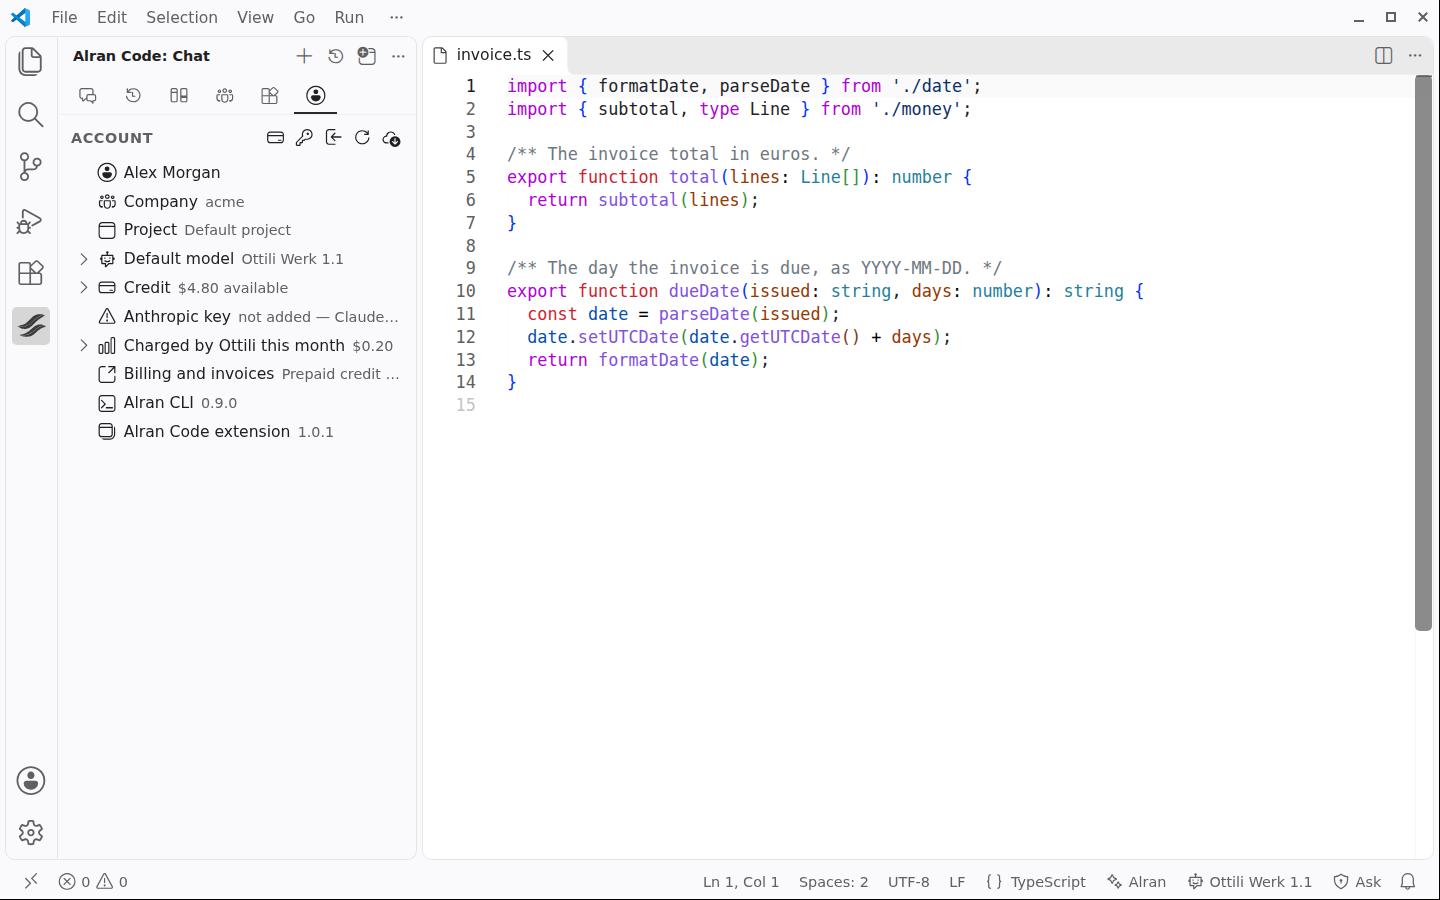 File Edit Selection View Go Run ···
Alran Code: Chat
invoice.ts
ACCOUNT
Alex Morgan
Company acme
Project Default project
Default model Ottili Werk 1.1
Credit $4.80 available
Anthropic key not added — Claude…
Charged by Ottili this month $0.20
Billing and invoices Prepaid credit …
Alran CLI 0.9.0
Alran Code extension 1.0.1
1 import { formatDate, parseDate } from './date';
2 import { subtotal, type Line } from './money';
3
4 /** The invoice total in euros. */
5 export function total(lines: Line[]): number {
6 return subtotal(lines);
7 }
8
9 /** The day the invoice is due, as YYYY-MM-DD. */
10 export function dueDate(issued: string, days: number): string {
11 const date = parseDate(issued);
12 date.setUTCDate(date.getUTCDate() + days);
13 return formatDate(date);
14 }
15
0 0 Ln 1, Col 1 Spaces: 2 UTF-8 LF { } TypeScript Alran Ottili Werk 1.1 Ask